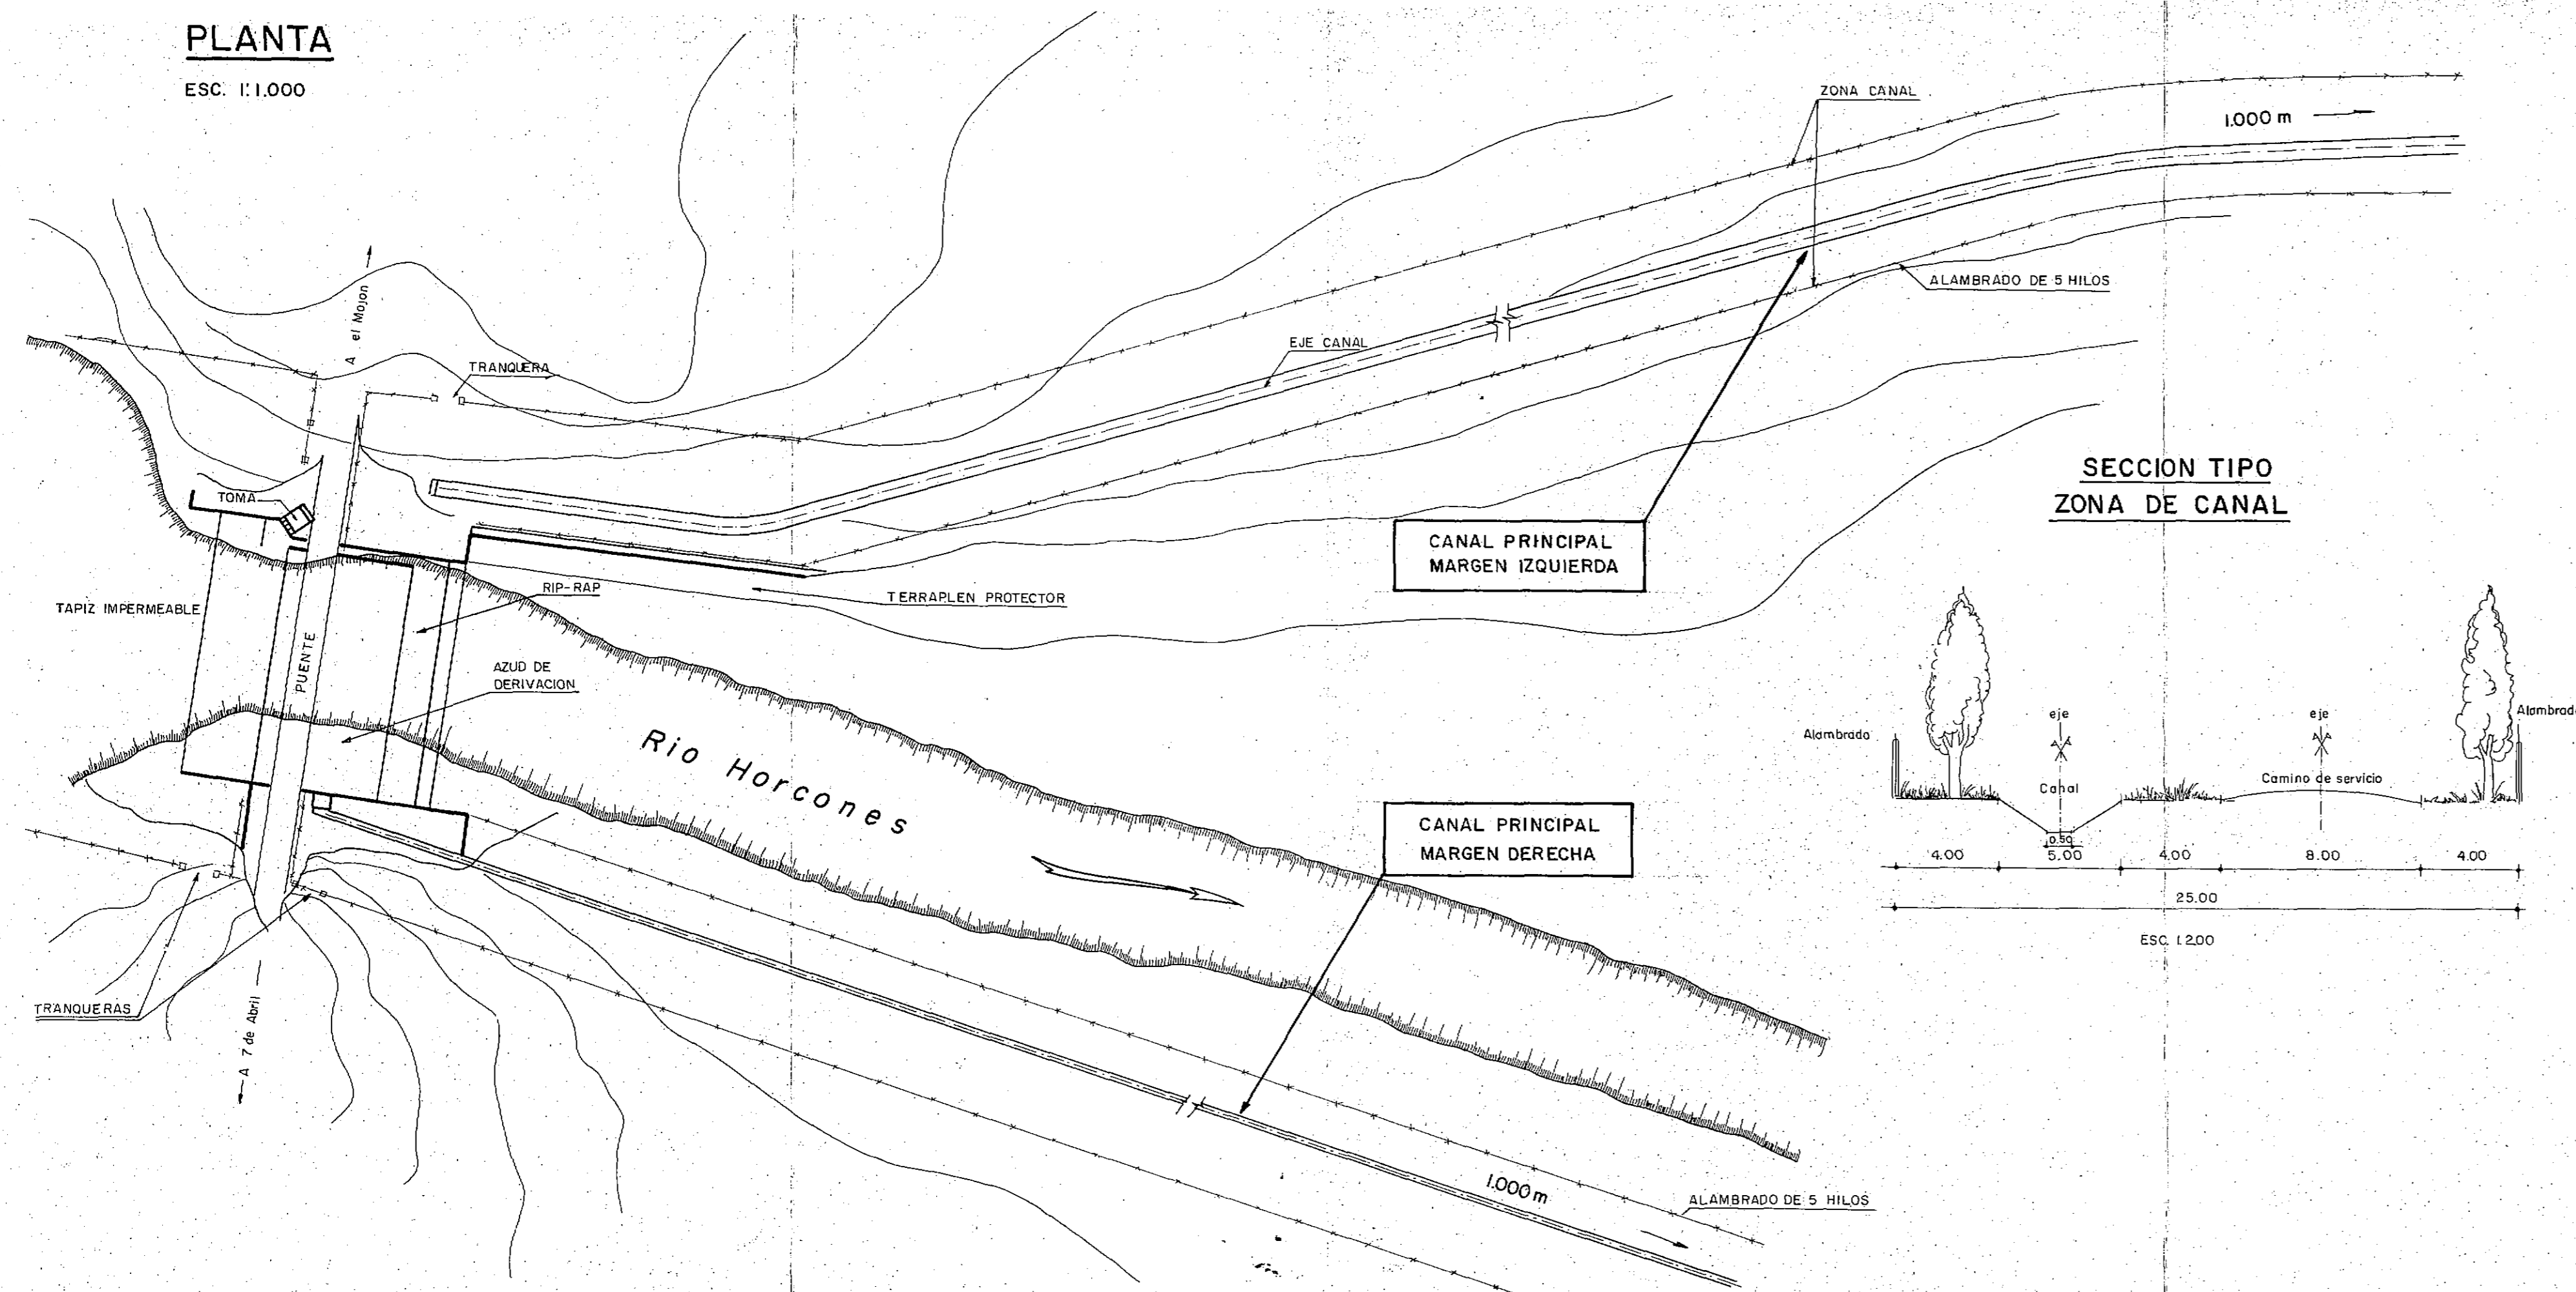 PLANTA
ESC. 1:1.000
ZONA CANAL
1.000 m
A el Mojon
ALAMBRADO DE 5 HILOS
EJE CANAL
TRANQUERA
SECCION TIPO
ZONA DE CANAL
TOMA
CANAL PRINCIPAL
MARGEN IZQUIERDA
RIP-RAP
TERRAPLEN PROTECTOR
TAPIZ IMPERMEABLE
PUENTE
AZUD DE
DERIVACION
Rio Horcones
eje
eje
Alambrado
Alambrado
Canal
Camino de servicio
0.50
4.00 5.00 4.00 8.00 4.00
25.00
ESC. 1.200
CANAL PRINCIPAL
MARGEN DERECHA
TRANQUERAS
A 7 de Abril
1.000 m
ALAMBRADO DE 5 HILOS